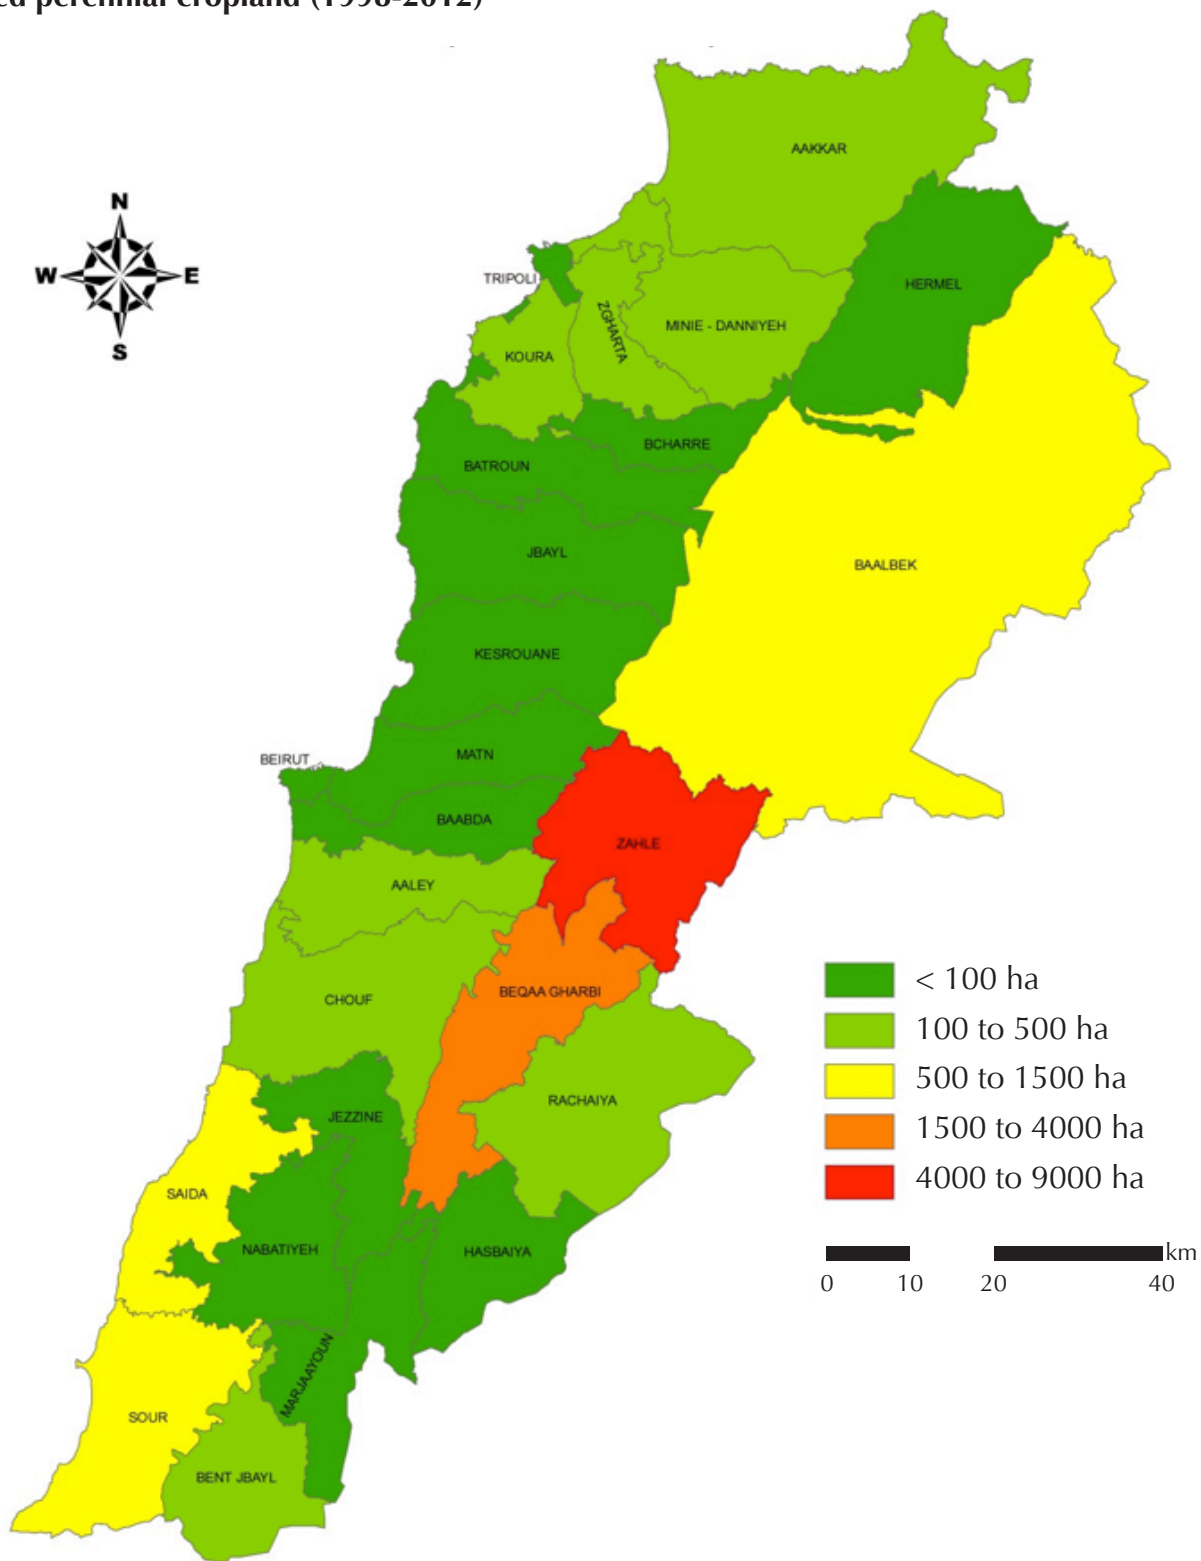 perennial cropland (1998-2012)
AAKKAR
N
W E
S
TRIPOLI
HERMEL
ZGHARTA
MINIE - DANNIYEH
KOURA
BCHARRE
BATROUN
JBAYL
BAALBEK
KESROUANE
MATN
BEIRUT
BAABDA
ZAHLE
AALEY
BEQAA GHARBI
CHOUF
RACHAIYA
JEZZINE
SAIDA
NABATIYEH
HASBAIYA
MARJAAYOUN
SOUR
BENT JBAYL
< 100 ha
100 to 500 ha
500 to 1500 ha
1500 to 4000 ha
4000 to 9000 ha
km
0 10 20 40